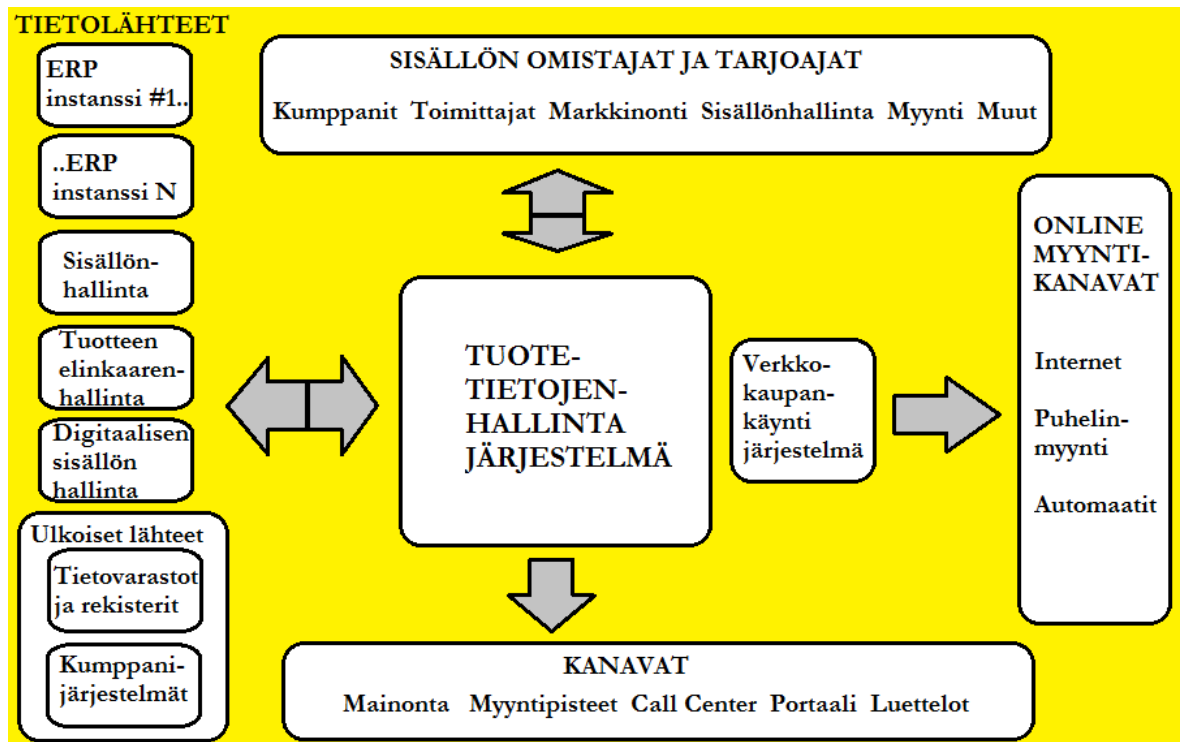 TIETOLÄHTEET
ERP
instanssi #1..
..ERP
instanssi N
Sisällön-
hallinta
Tuotteen
elinkaaren-
hallinta
Digitaalisen
sisällön
hallinta
Ulkoiset lähteet
Tietovarastot
ja rekisterit
Kumppani-
järjestelmät
SISÄLLÖN OMISTAJAT JA TARJOAJAT
Kumppanit Toimittajat Markkinonti Sisällönhallinta Myynti Muut
TUOTE-
TIETOJEN-
HALLINTA
JÄRJESTELMÄ
Verkko-
kaupan-
käynti
järjestelmä
ONLINE
MYYNTI-
KANAVAT
Internet
Puhelin-
myynti
Automaatit
KANAVAT
Mainonta Myyntipisteet Call Center Portaali Luettelot